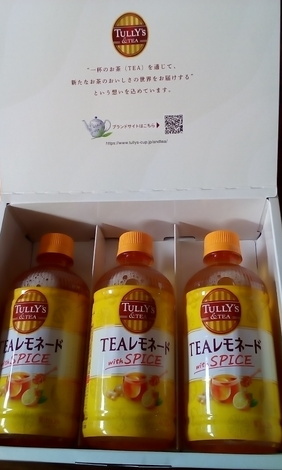 TULLY'S
& TEA
“一杯のお茶（TEA）を通じて、
新たなお茶のおいしさの世界をお届けする”
という想いを込めています。
ブランドサイトはこちら▶
https://www.tullys-cup.jp/andtea/
TULLY'S
& TEA
TEAレモネード
with SPICE
TULLY'S
& TEA
TEAレモネード
with SPICE
TULLY'S
& TEA
TEAレモネード
with SPICE